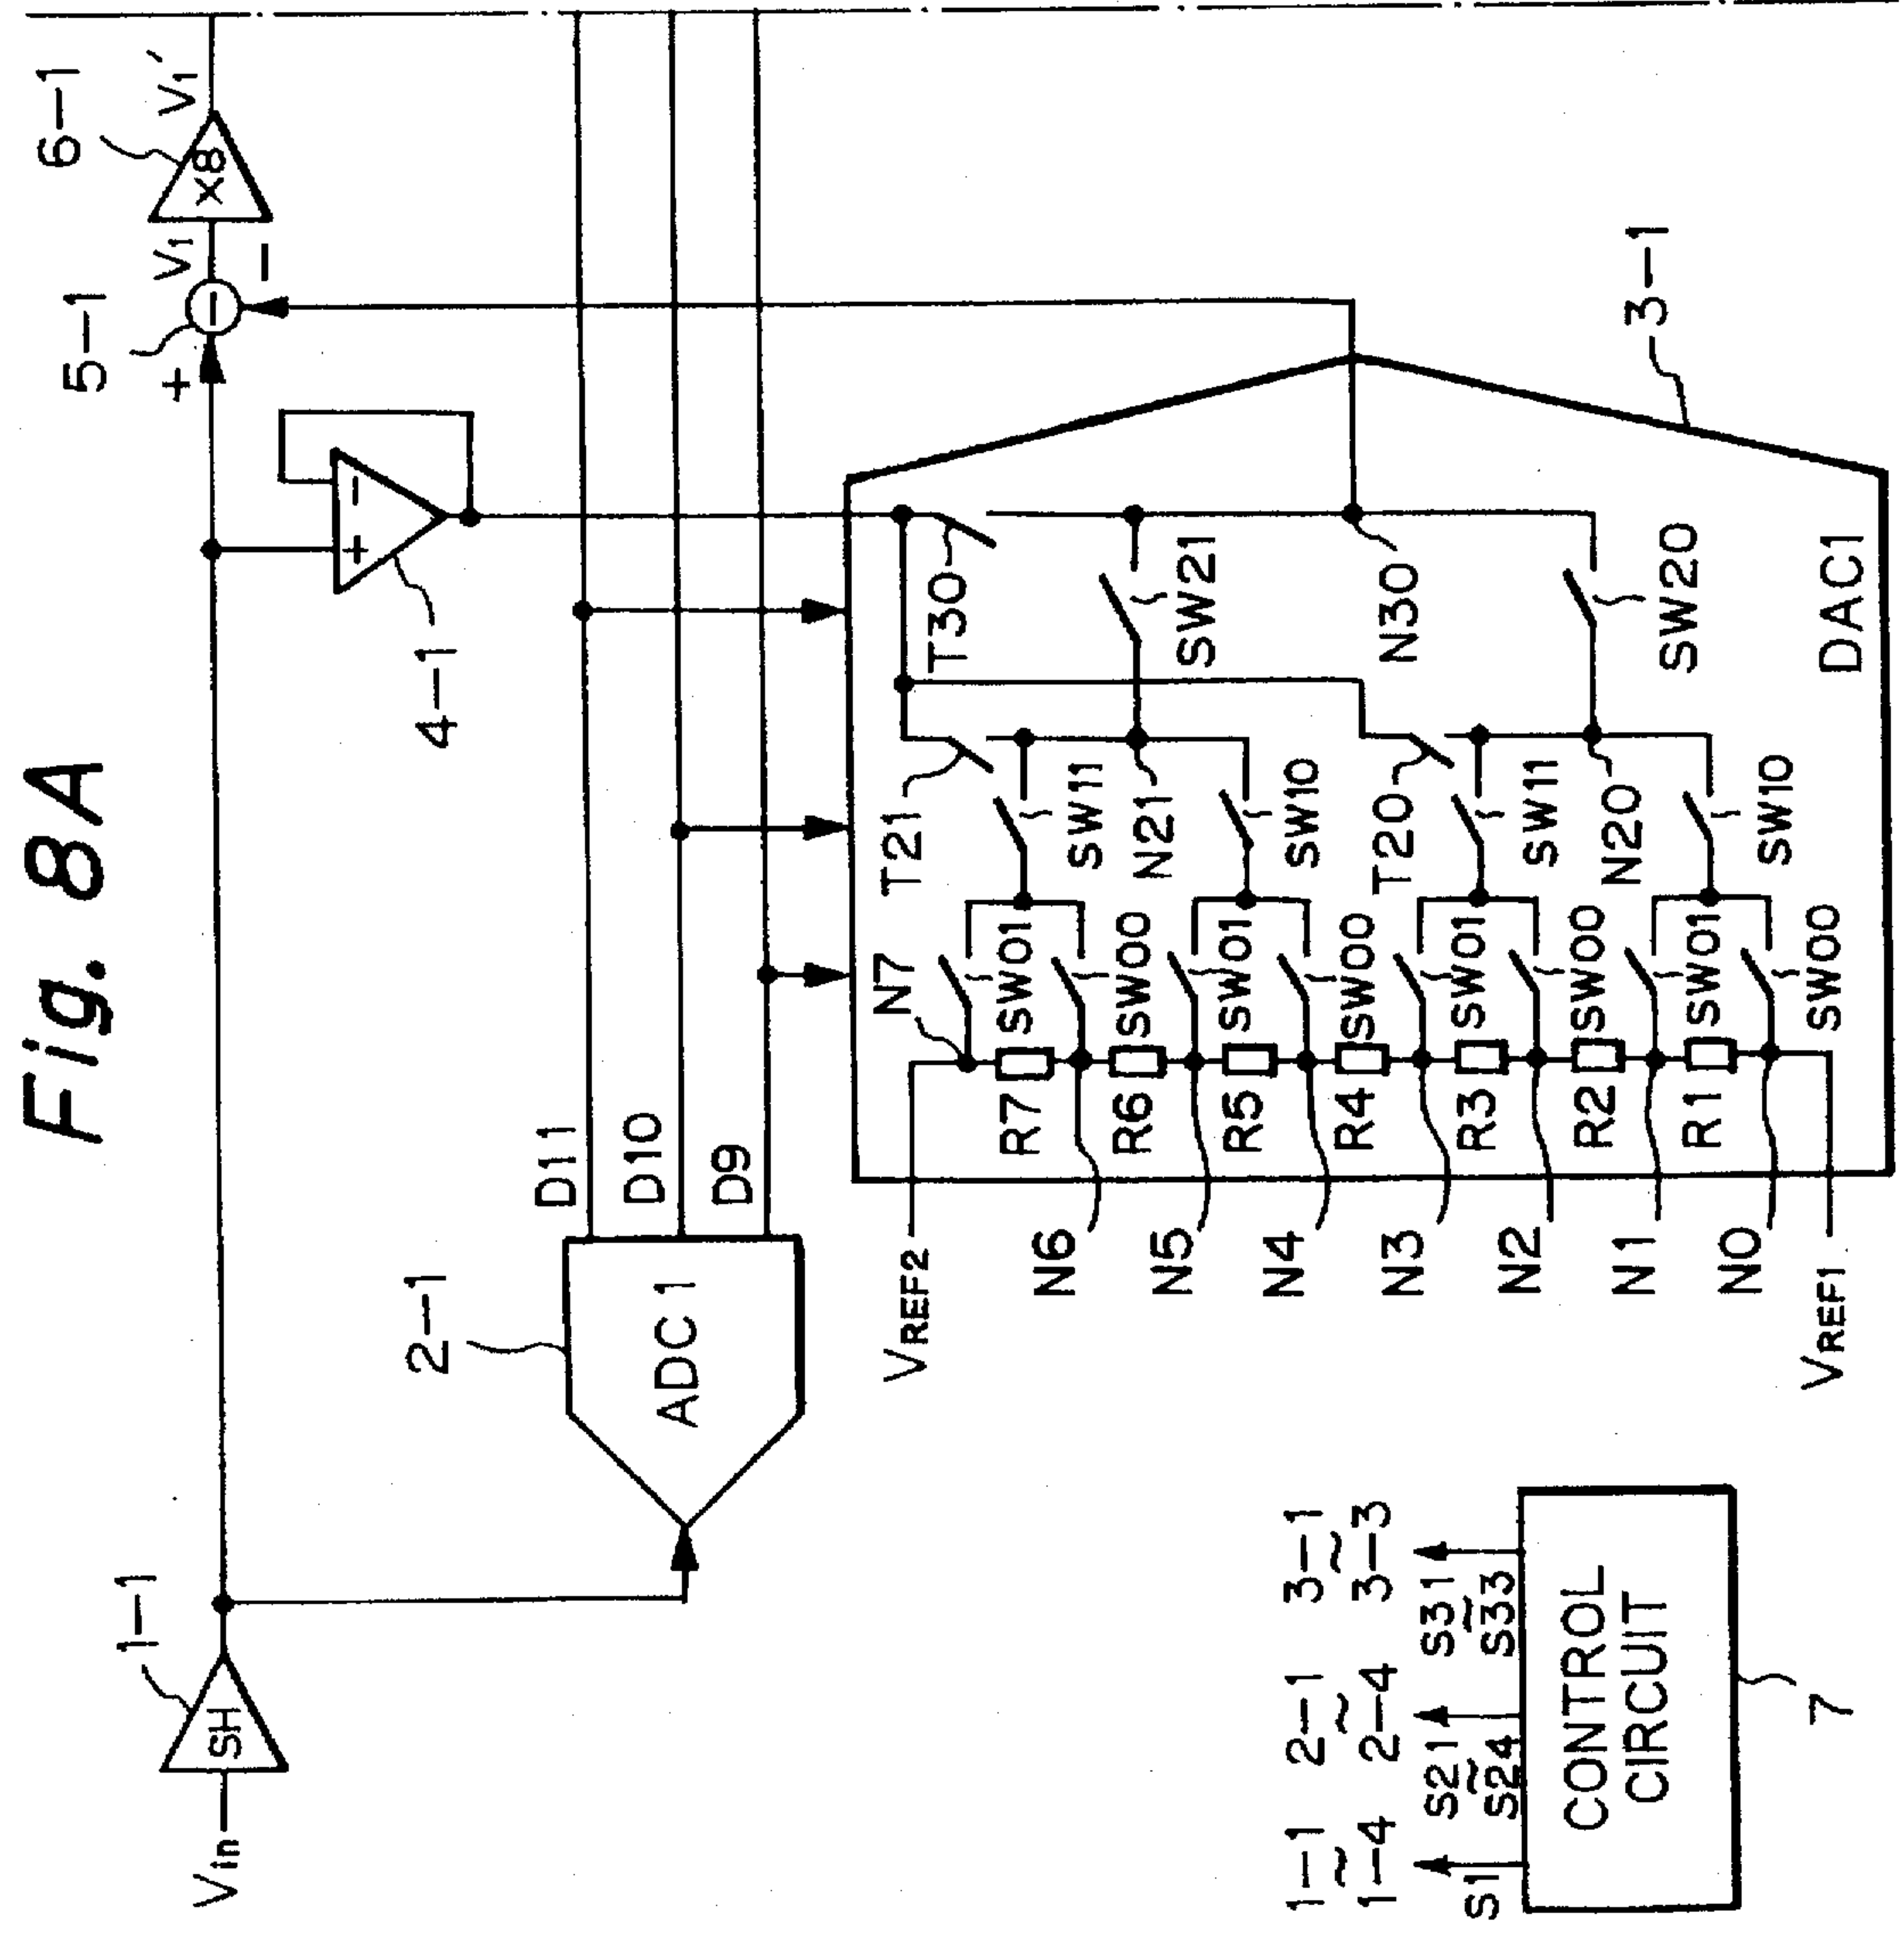 Fig. 8A
Vin
SH
1-1
+
5-1
−
−
V1
X8
6-1
V1′
4-1
+
−
2-1
ADC 1
D11
D10
D9
VREF2
N7
T21
T30
R7
SW01
SW11
N6
R6
SW00
N21
SW21
N5
R5
SW01
SW10
N4
R4
SW00
T20
N30
N3
R3
SW01
SW11
N2
R2
SW00
N20
SW20
N1
R1
SW01
SW10
N0
SW00
VREF1
DAC1
3-1
1-1
~
1-4
2-1
~
2-4
3-1
~
3-3
S1
S21
~
S24
S31
~
S33
CONTROL
CIRCUIT
7